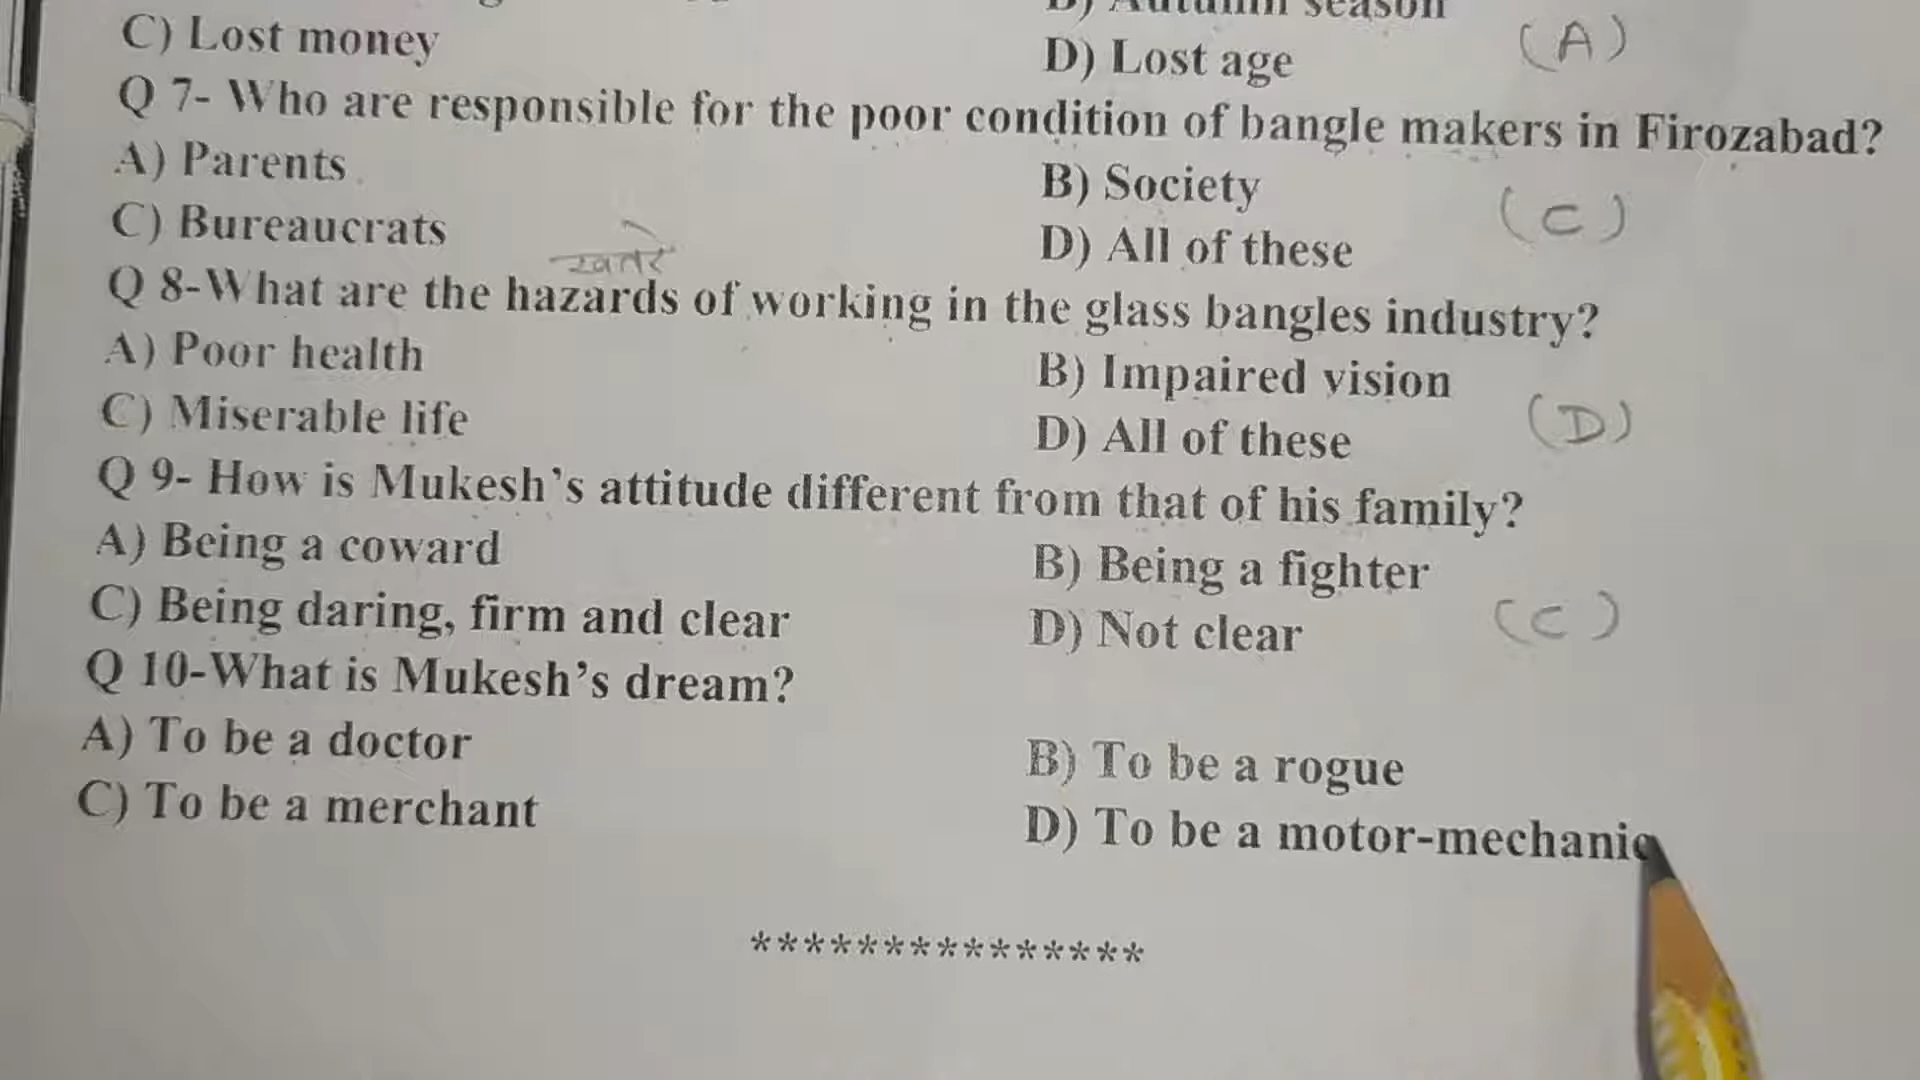 Autumn season
C) Lost money D) Lost age (A)
Q 7- Who are responsible for the poor condition of bangle makers in Firozabad?
A) Parents B) Society
C) Bureaucrats D) All of these (C)
खतरे
Q 8-What are the hazards of working in the glass bangles industry?
A) Poor health B) Impaired vision
C) Miserable life D) All of these (D)
Q 9- How is Mukesh’s attitude different from that of his family?
A) Being a coward B) Being a fighter
C) Being daring, firm and clear D) Not clear (C)
Q 10-What is Mukesh’s dream?
A) To be a doctor B) To be a rogue
C) To be a merchant D) To be a motor-mechanic
***************